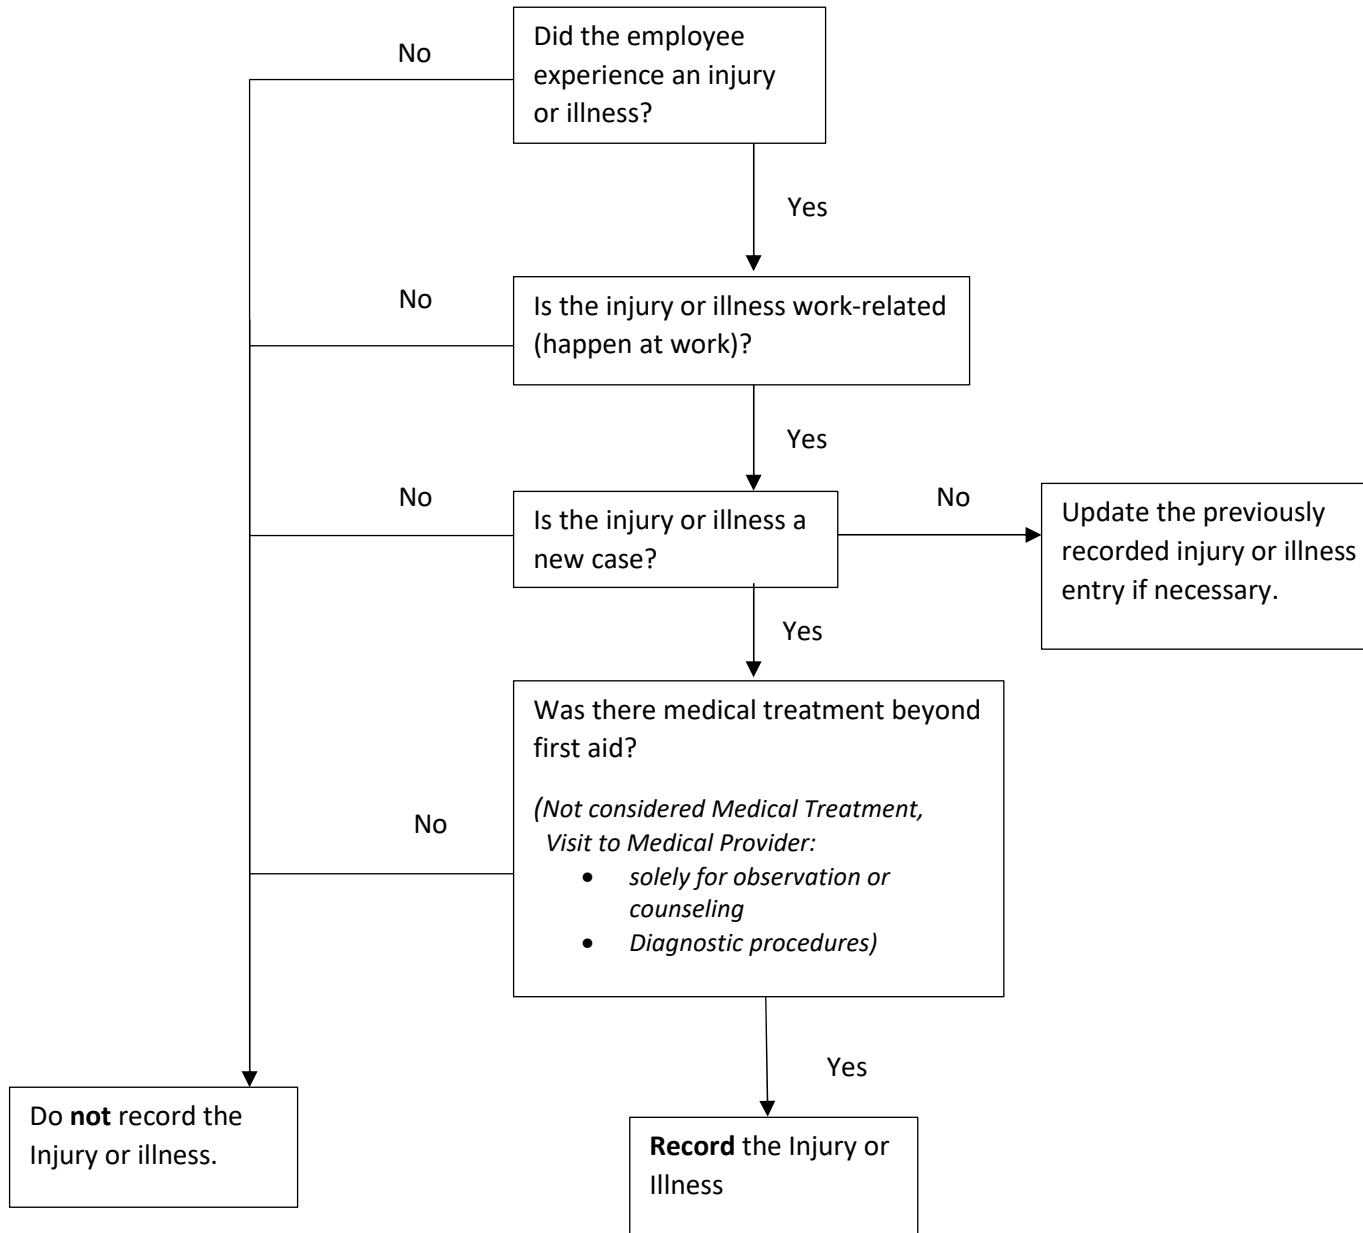 No
Did the employee
experience an injury
or illness?
Yes
No
Is the injury or illness work-related
(happen at work)?
Yes
No
Is the injury or illness a
new case?
No
Update the previously
recorded injury or illness
entry if necessary.
Yes
Was there medical treatment beyond
first aid?
(Not considered Medical Treatment,
Visit to Medical Provider:
• solely for observation or
counseling
• Diagnostic procedures)
No
Yes
Do not record the
Injury or illness.
Record the Injury or
Illness